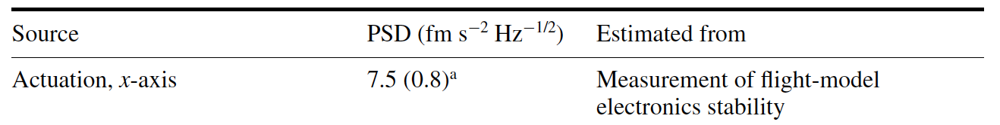 Source PSD (fm s⁻² Hz⁻¹/²) Estimated from
Actuation, x-axis 7.5 (0.8)ᵃ Measurement of flight-model
electronics stability